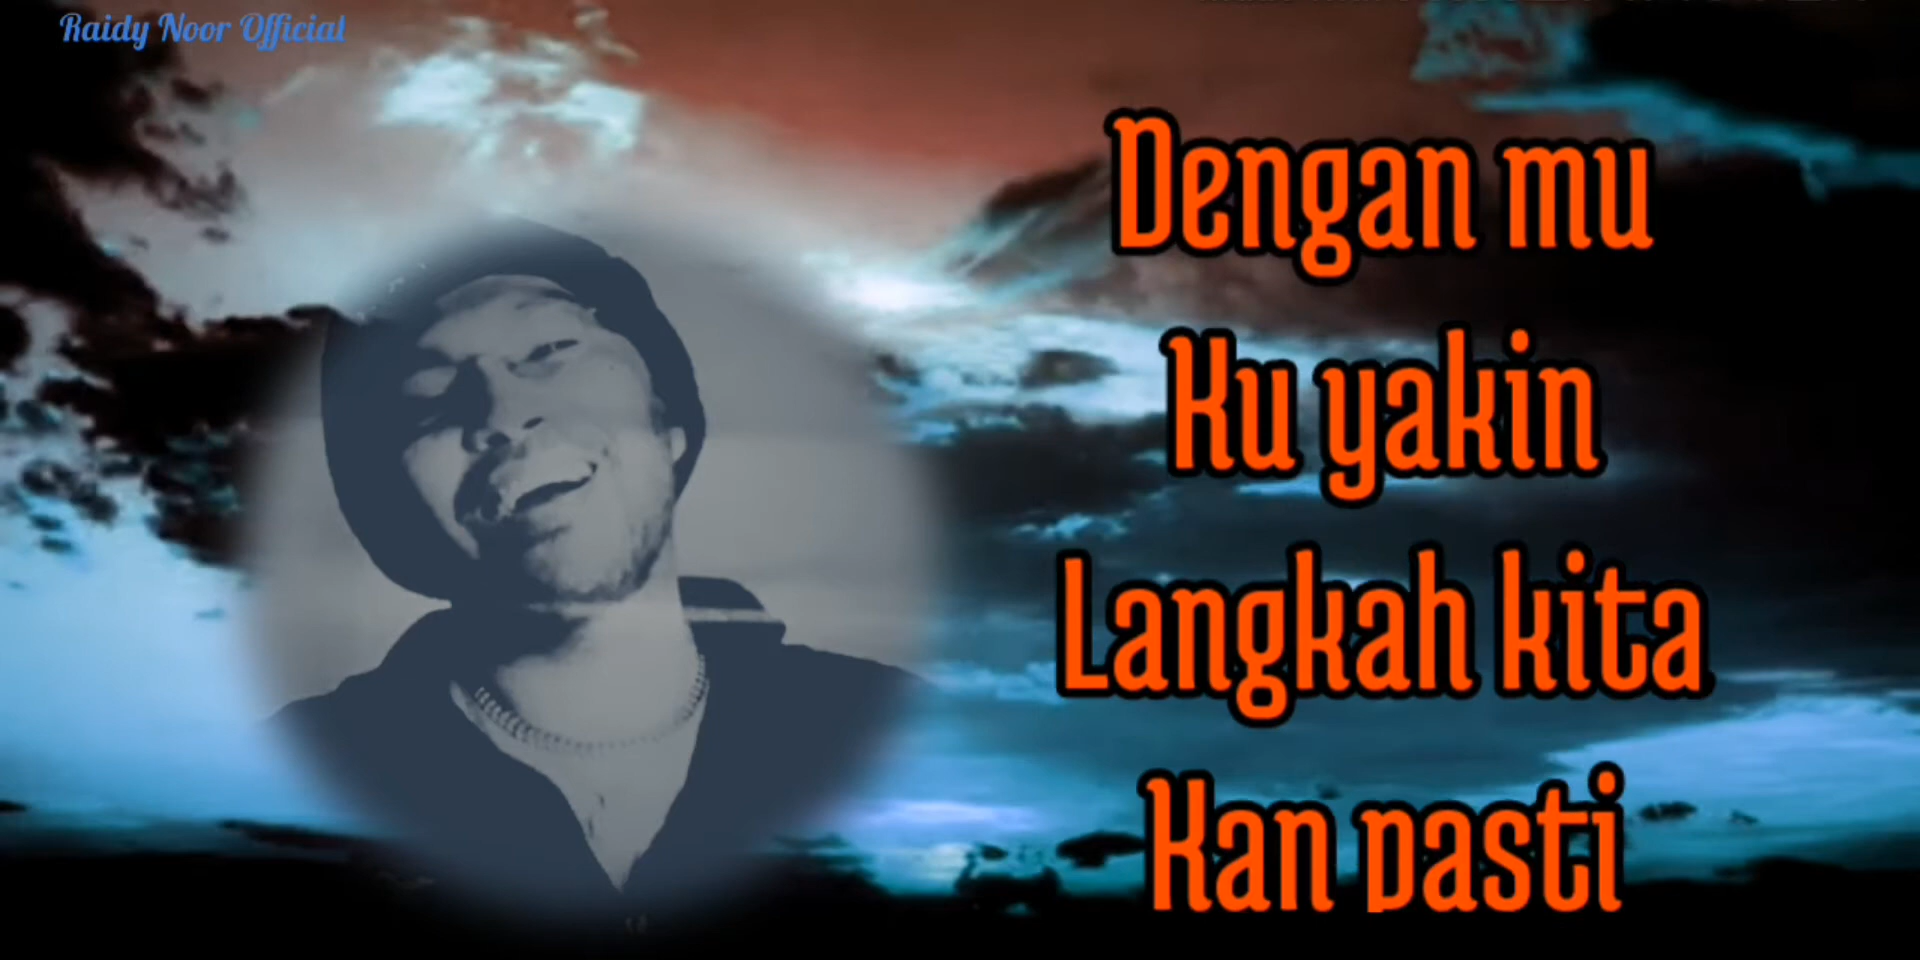 Raidy Noor Official
Dengan mu
Ku yakin
Langkah kita
Kan pasti